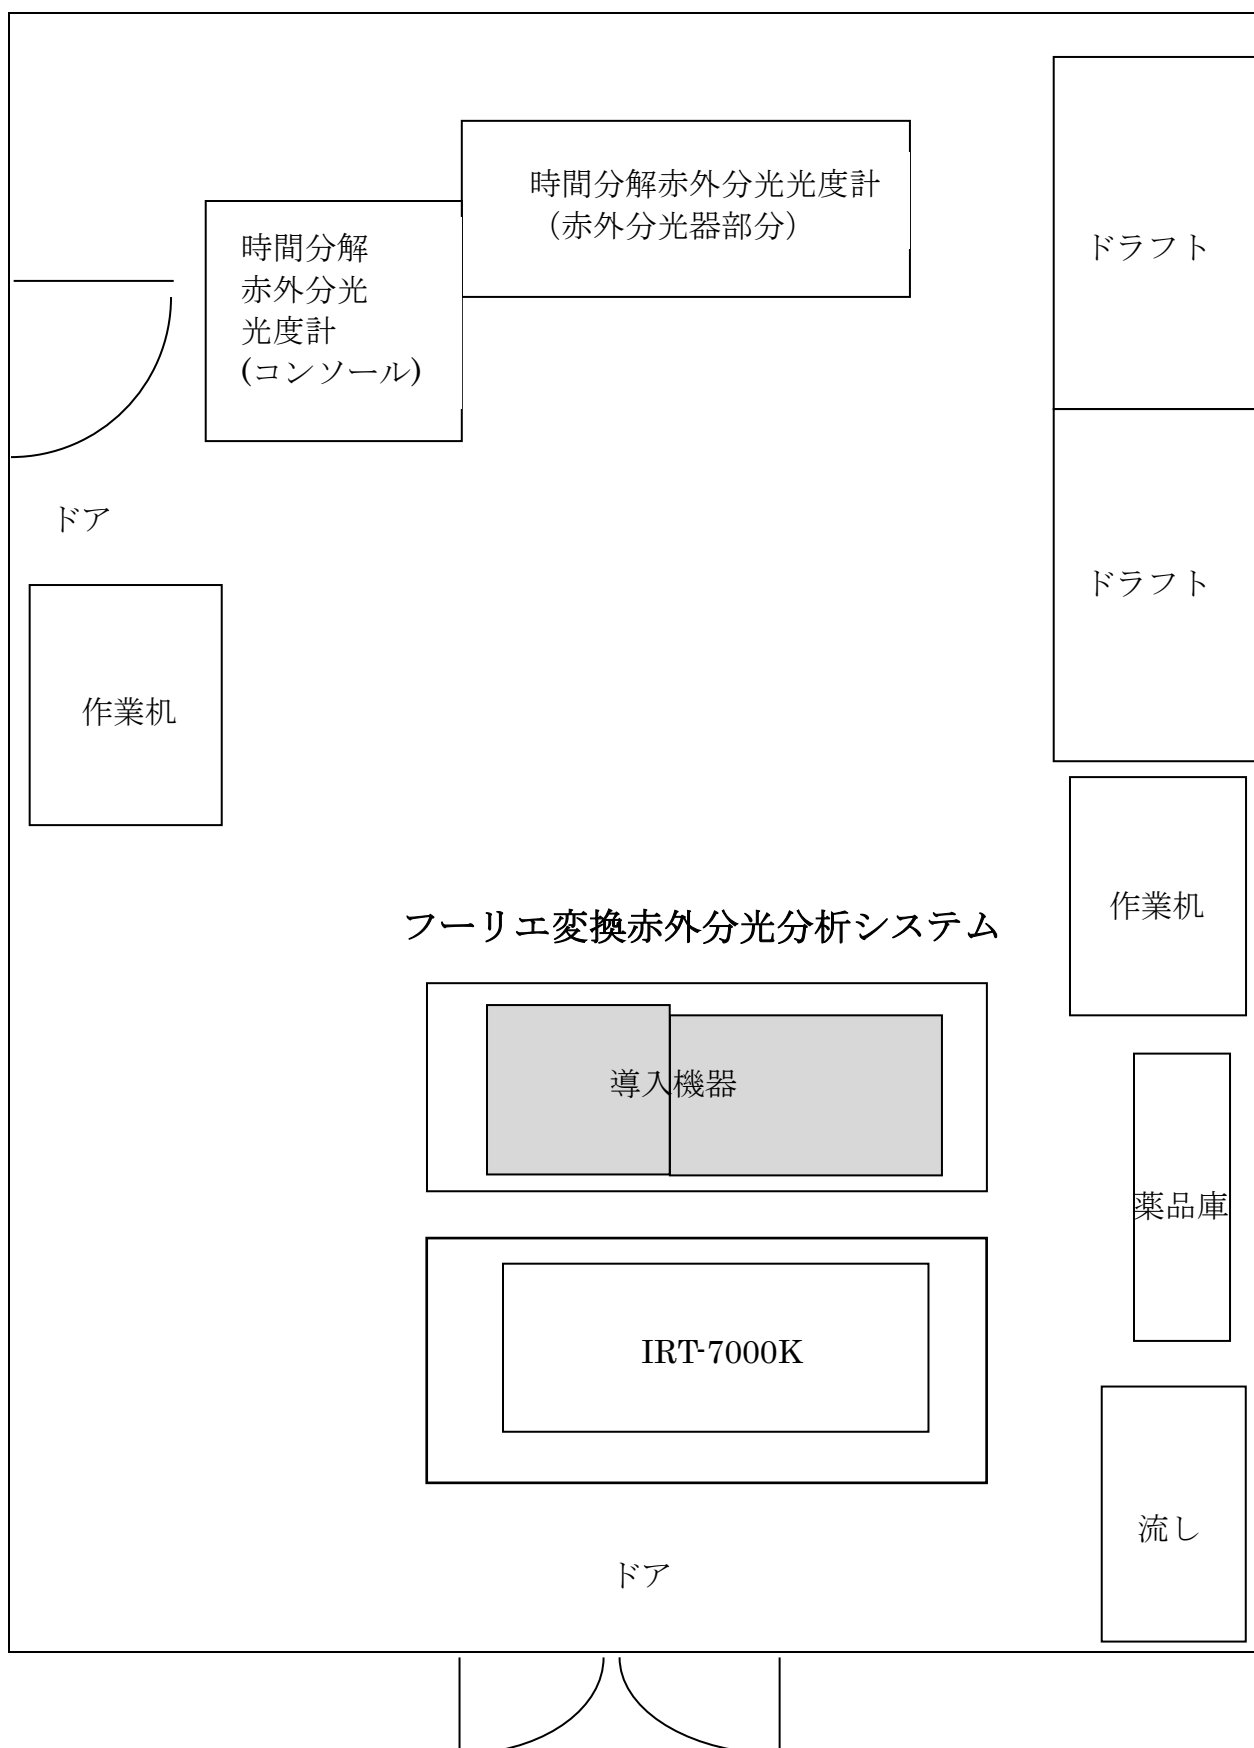 時間分解赤外分光光度計
（赤外分光器部分）
ドラフト
時間分解
赤外分光
光度計
(コンソール)
ドア
ドラフト
作業机
作業机
フーリエ変換赤外分光分析システム
導入機器
薬品庫
IRT-7000K
流し
ドア